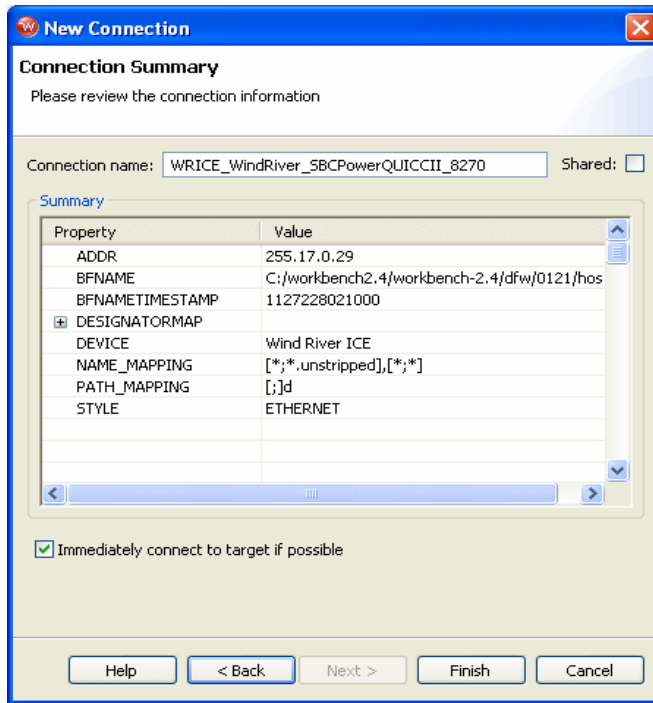 New Connection
Connection Summary
Please review the connection information
Connection name: WRICE_WindRiver_SBCPowerQUICCII_8270 Shared:
Summary
Property Value
ADDR 255.17.0.29
BFNAME C:/workbench2.4/workbench-2.4/dfw/0121/hos
BFNAMETIMESTAMP 1127228021000
DESIGNATORMAP
DEVICE Wind River ICE
NAME_MAPPING [*;*.unstripped],[*;*]
PATH_MAPPING [;]d
STYLE ETHERNET
Immediately connect to target if possible
Help < Back Next > Finish Cancel